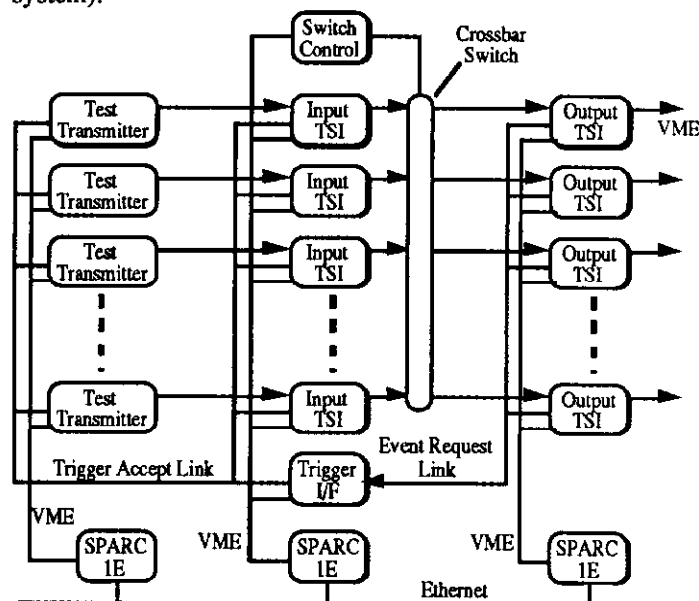 system).
Switch
Control
Crossbar
Switch
Test
Transmitter
Input
TSI
Output
TSI
VME
Test
Transmitter
Input
TSI
Output
TSI
Test
Transmitter
Input
TSI
Output
TSI
Test
Transmitter
Input
TSI
Output
TSI
Trigger Accept Link
Trigger
I/F
Event Request
Link
VME
VME
VME
SPARC
1E
SPARC
1E
SPARC
1E
Ethernet